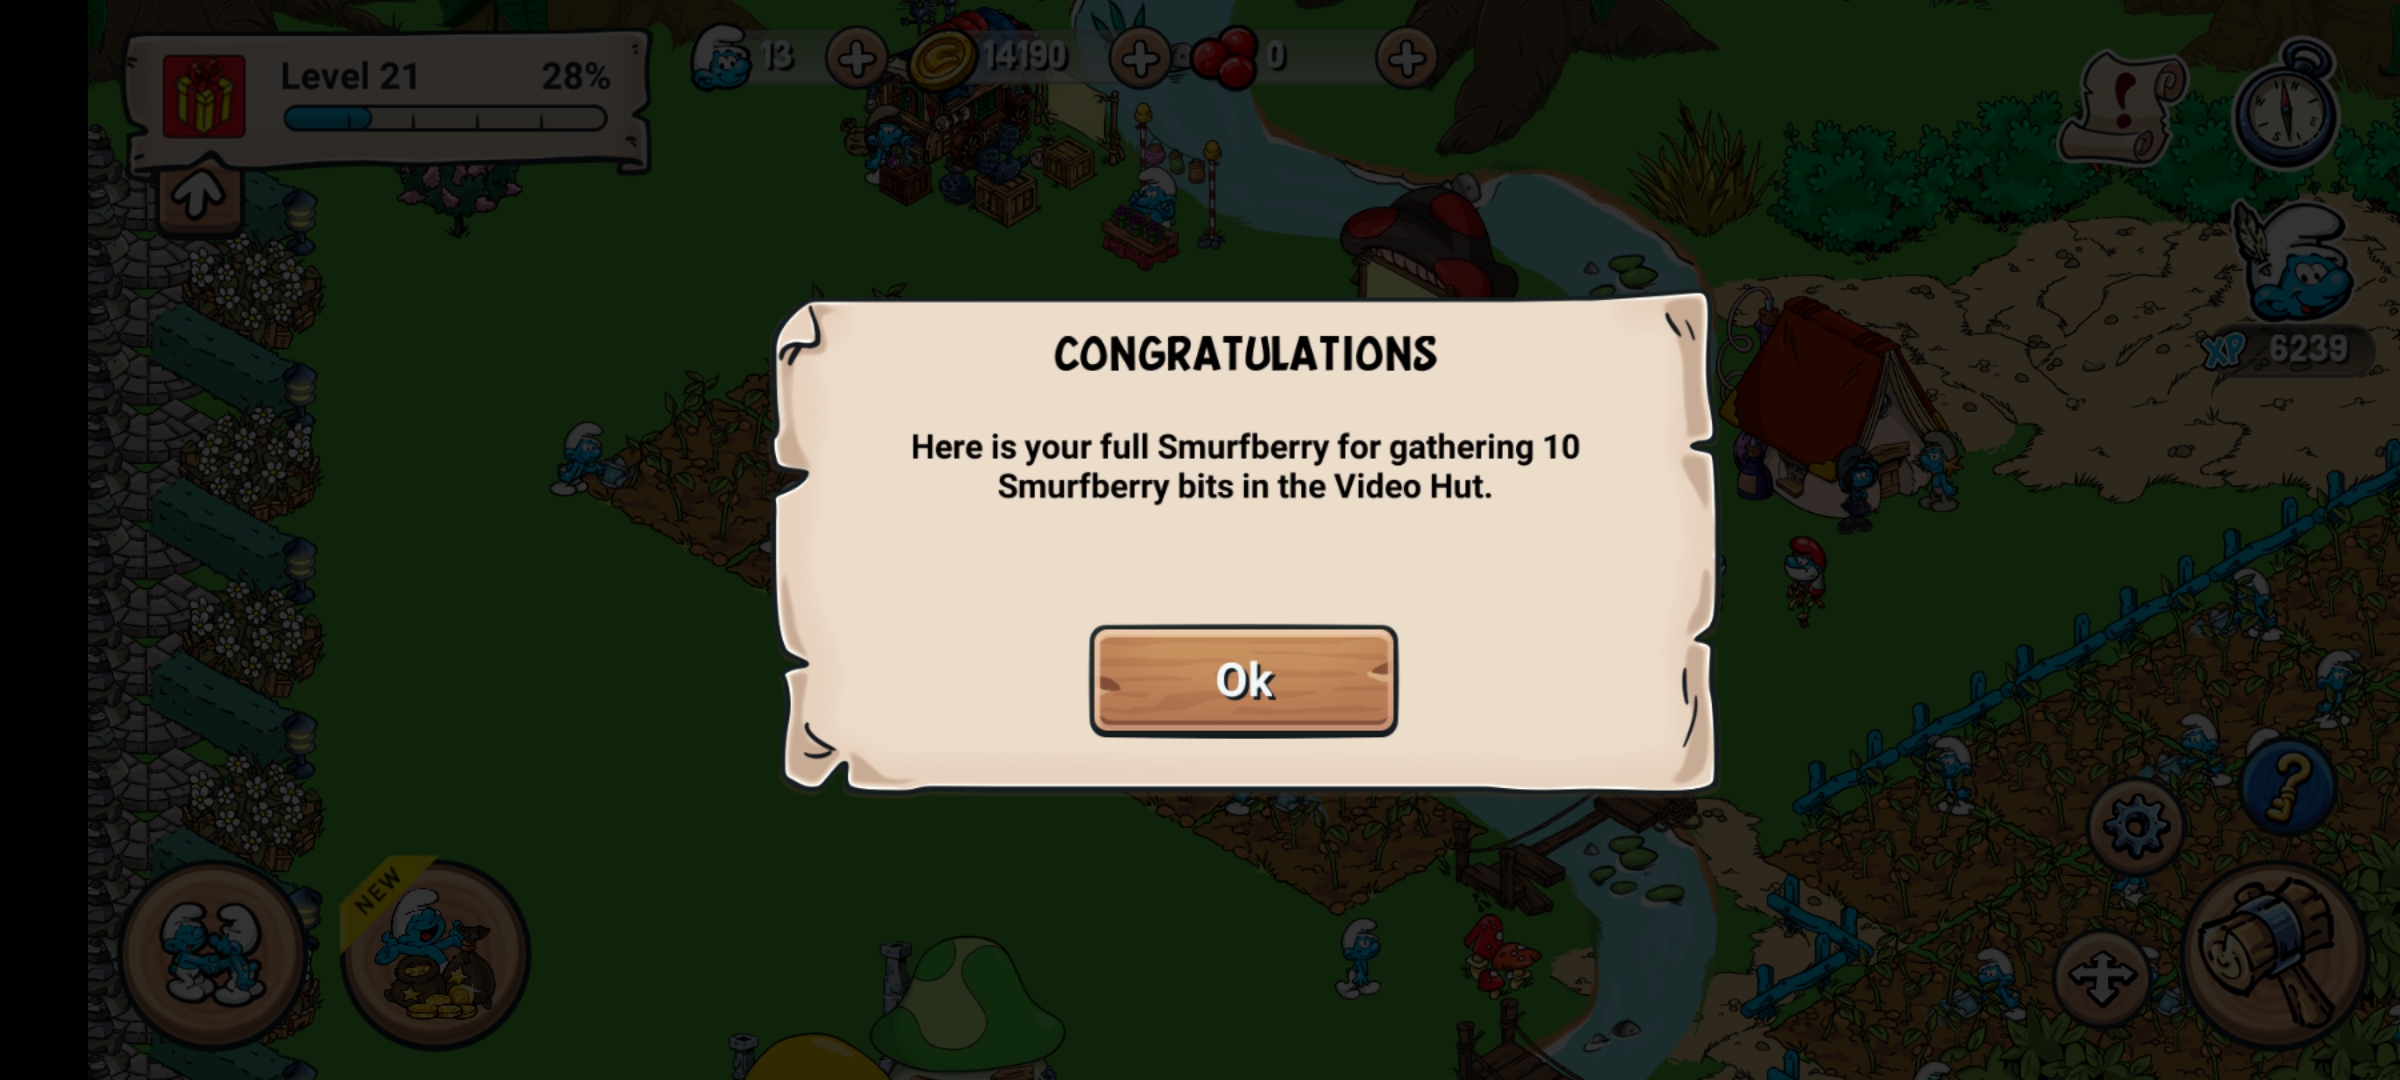 Level 21 28%
13
14190
0
XP 6239
CONGRATULATIONS
Here is your full Smurfberry for gathering 10
Smurfberry bits in the Video Hut.
Ok
NEW